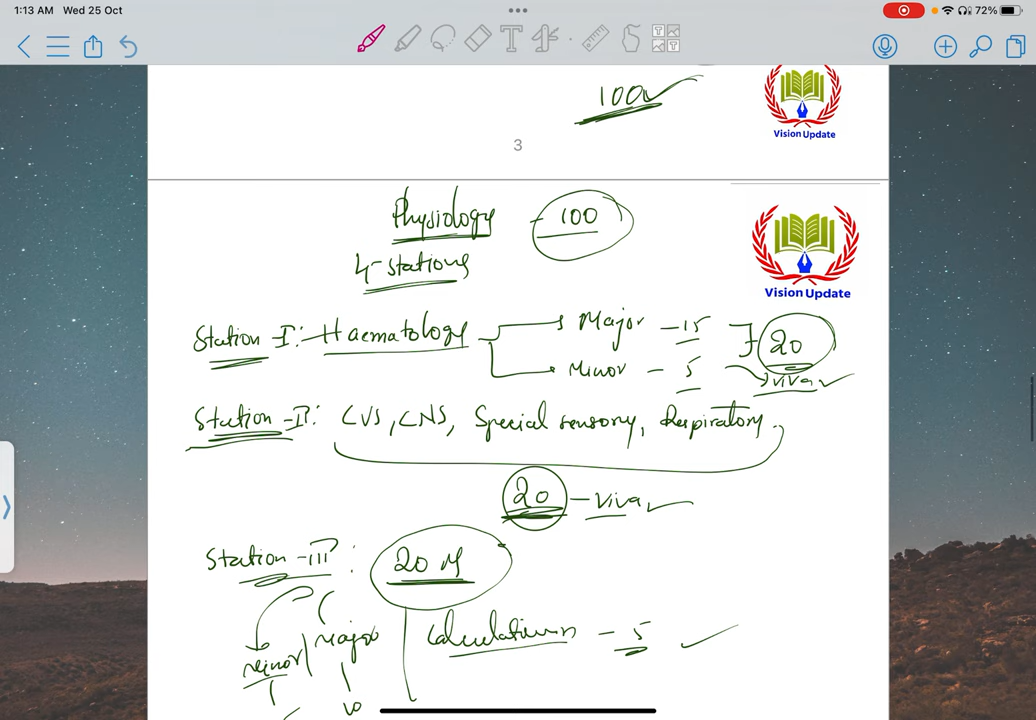 1:13 AM Wed 25 Oct
72%
100
Vision Update
3
Physiology - 100
4-stations
Vision Update
Station-I: Haematology Major - 15
20
Minor - 5
viva
Station-II: CVS, CNS, Special sensory, Respiratory.
20 - Viva
Station-III: 20 M
minor / Major
Calculations - 5
10